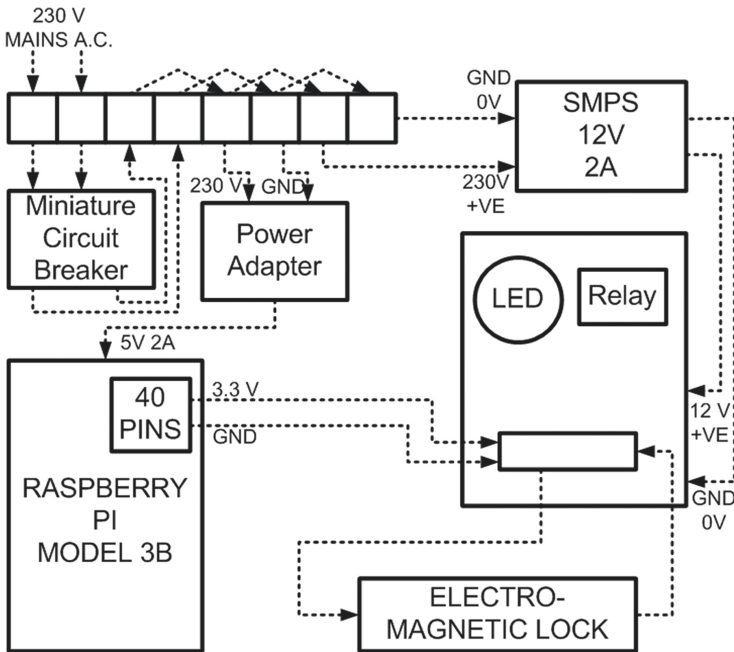 230 V
MAINS A.C.
GND
0V
SMPS
12V
2A
230V
+VE
230 V
GND
Miniature
Circuit
Breaker
Power
Adapter
LED
Relay
5V 2A
40
PINS
3.3 V
GND
12 V
+VE
RASPBERRY
PI
MODEL 3B
GND
0V
ELECTRO-
MAGNETIC LOCK